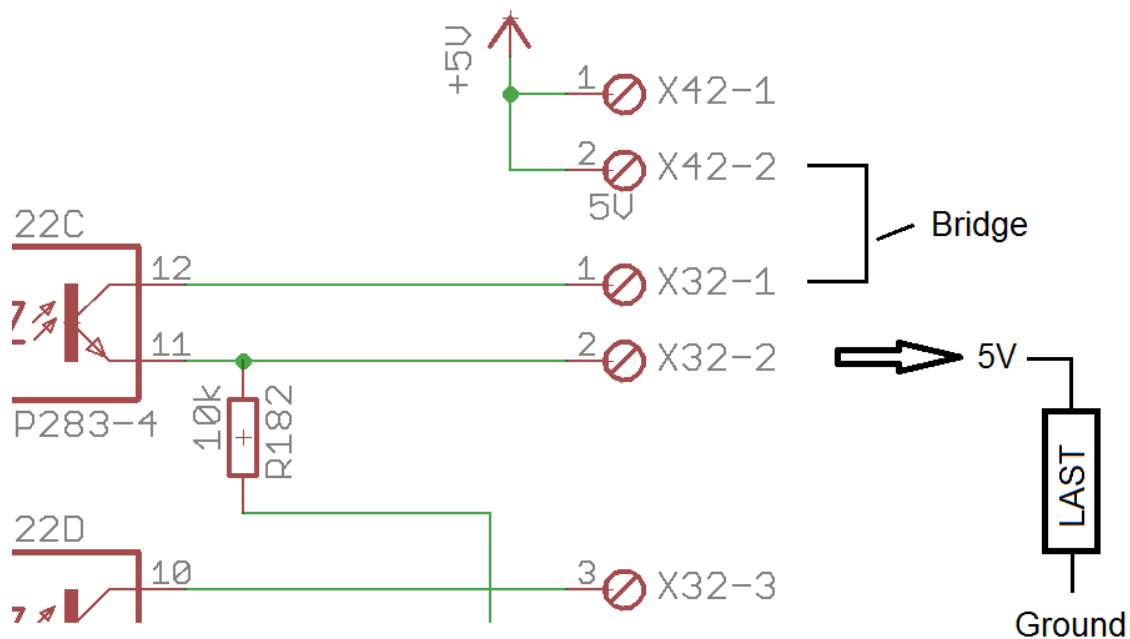 +5V
1 X42-1
2 X42-2
5V
Bridge
22C
12
1 X32-1
11
2 X32-2
5V
10k
R182
P283-4
LAST
22D
10
3 X32-3
Ground